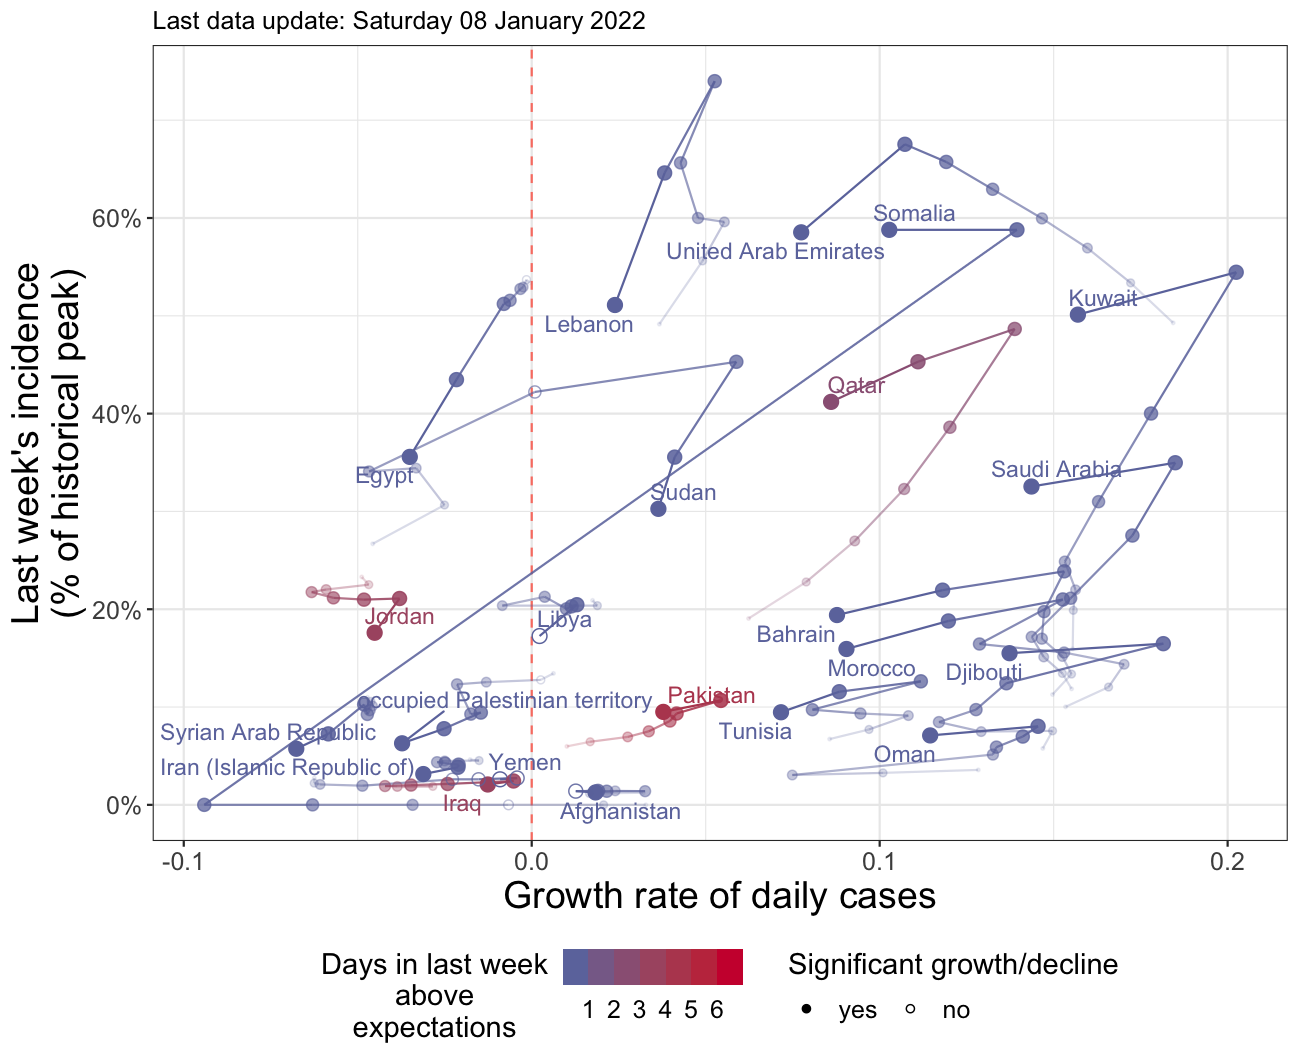 Last data update: Saturday 08 January 2022
Last week's incidence
(% of historical peak)
60%
40%
20%
0%
Somalia
United Arab Emirates
Kuwait
Lebanon
Qatar
Egypt
Saudi Arabia
Sudan
Jordan
Libya
Bahrain
Morocco
Djibouti
Occupied Palestinian territory
Pakistan
Tunisia
Syrian Arab Republic
Oman
Iran (Islamic Republic of)
Yemen
Iraq
Afghanistan
-0.1
0.0
0.1
0.2
Growth rate of daily cases
Days in last week
above
expectations
1 2 3 4 5 6
Significant growth/decline
yes
no